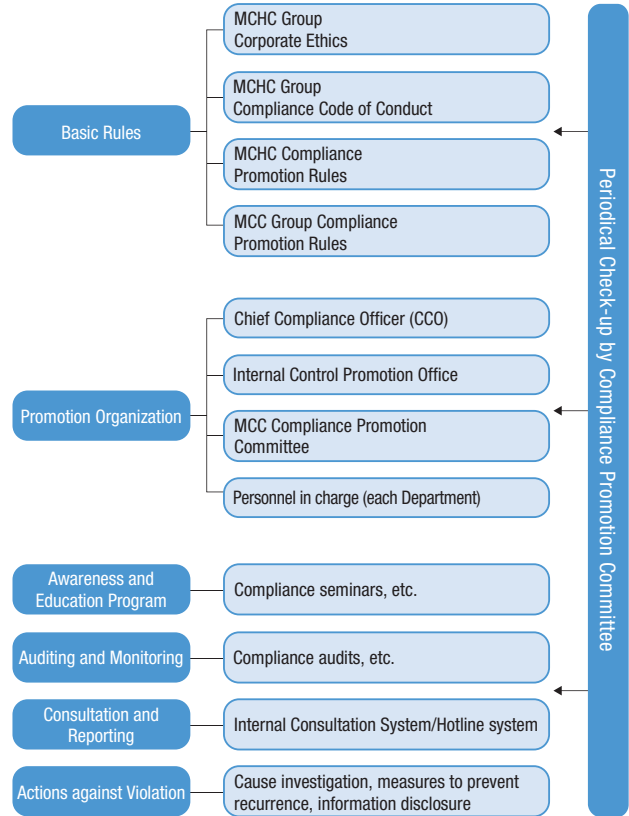 MCHC Group
Corporate Ethics
MCHC Group
Compliance Code of Conduct
Basic Rules
MCHC Compliance
Promotion Rules
MCC Group Compliance
Promotion Rules
Chief Compliance Officer (CCO)
Internal Control Promotion Office
Promotion Organization
MCC Compliance Promotion
Committee
Personnel in charge (each Department)
Awareness and
Education Program
Compliance seminars, etc.
Auditing and Monitoring
Compliance audits, etc.
Consultation and
Reporting
Internal Consultation System/Hotline system
Actions against Violation
Cause investigation, measures to prevent
recurrence, information disclosure
Periodical Check-up by Compliance Promotion Committee